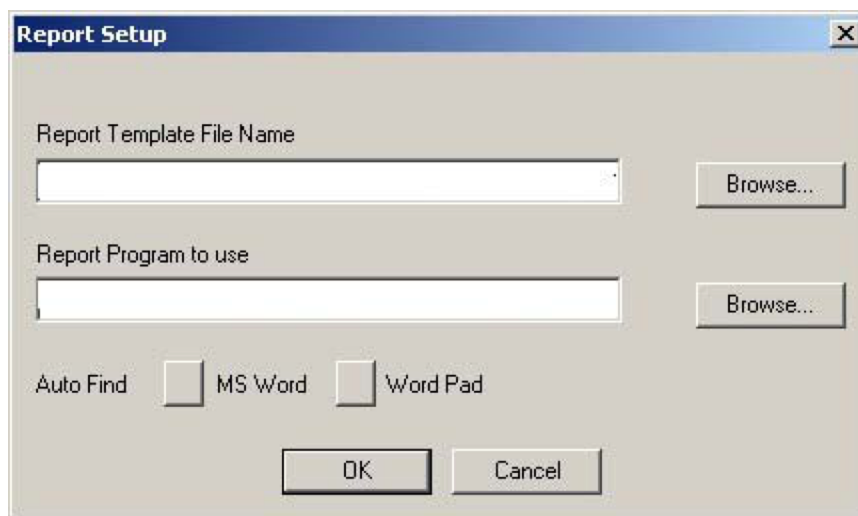 Report Setup
Report Template File Name
Browse...
Report Program to use
Browse...
Auto Find MS Word Word Pad
OK Cancel